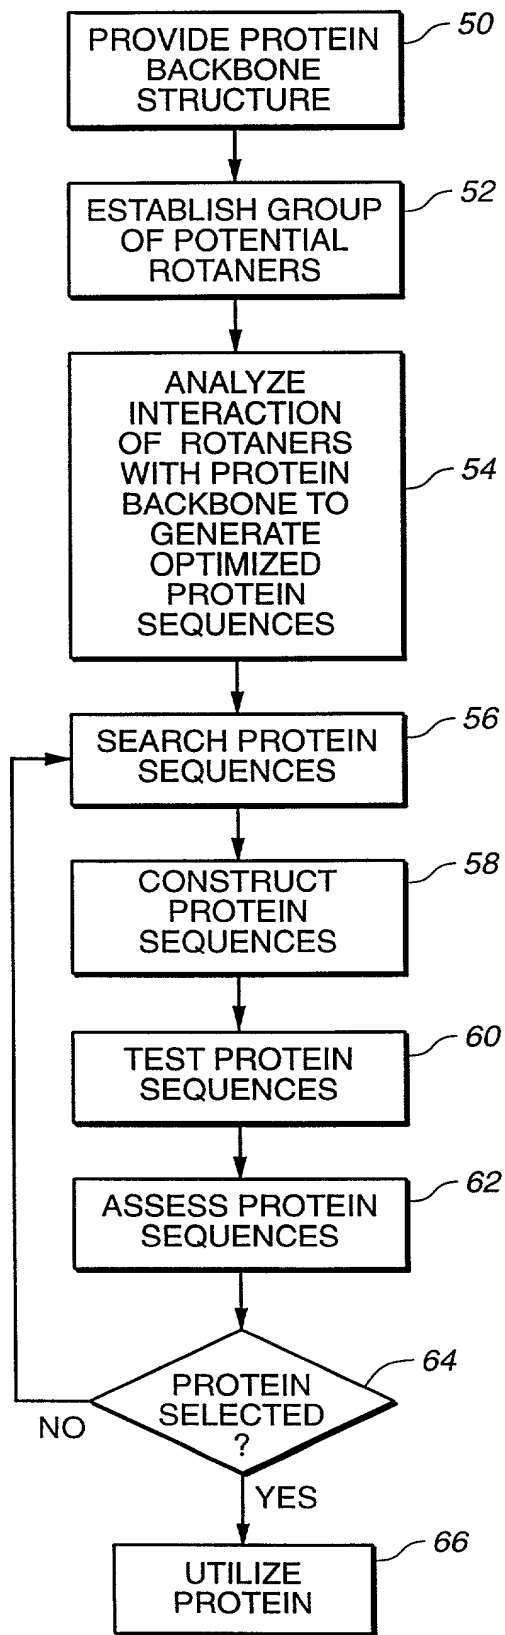 PROVIDE PROTEIN
BACKBONE
STRUCTURE
50
ESTABLISH GROUP
OF POTENTIAL
ROTANERS
52
ANALYZE
INTERACTION
OF ROTANERS
WITH PROTEIN
BACKBONE TO
GENERATE
OPTIMIZED
PROTEIN
SEQUENCES
54
SEARCH PROTEIN
SEQUENCES
56
CONSTRUCT
PROTEIN
SEQUENCES
58
TEST PROTEIN
SEQUENCES
60
ASSESS PROTEIN
SEQUENCES
62
PROTEIN
SELECTED
?
64
NO
YES
UTILIZE
PROTEIN
66